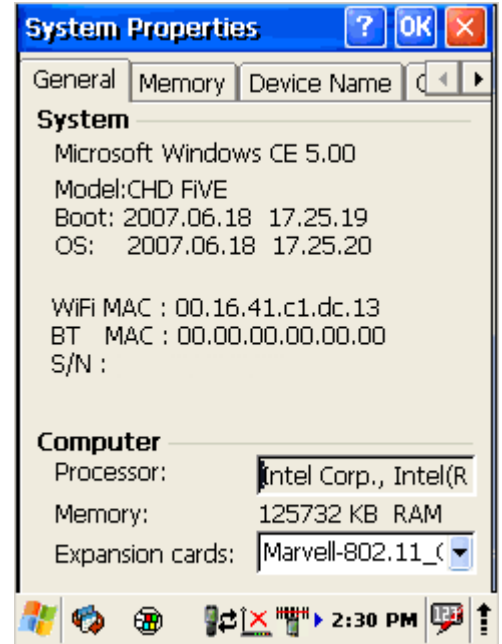 System Properties ? OK
General Memory Device Name
System
Microsoft Windows CE 5.00
Model:CHD FiVE
Boot: 2007.06.18 17.25.19
OS: 2007.06.18 17.25.20
WiFi MAC : 00.16.41.c1.dc.13
BT MAC : 00.00.00.00.00.00
S/N :
Computer
Processor: Intel Corp., Intel(R
Memory: 125732 KB RAM
Expansion cards: Marvell-802.11_(
2:30 PM 123